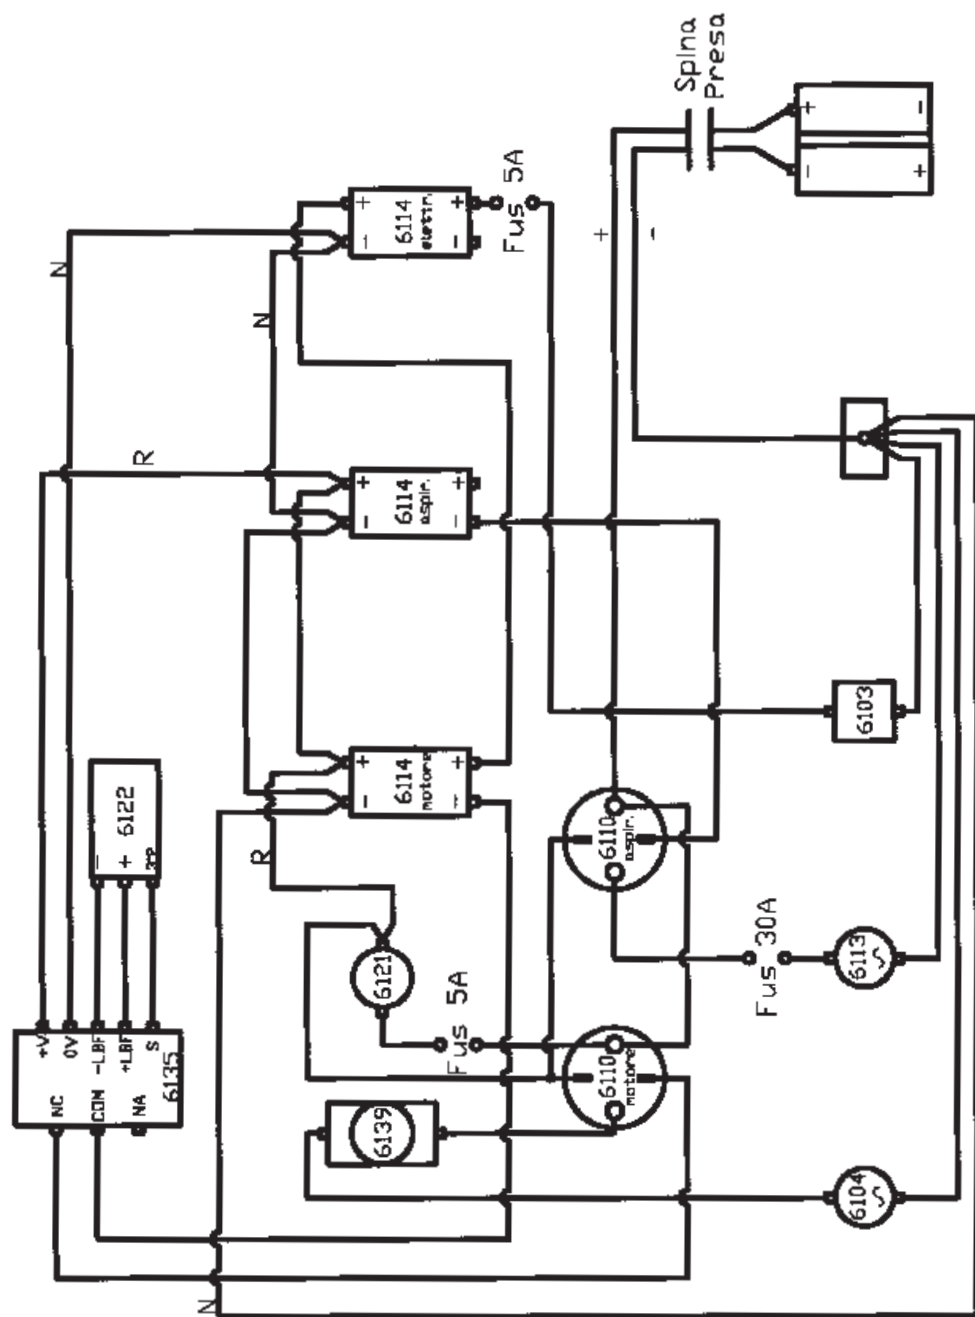 Spina
Presa
+
-
+
-
+
-
N
N
R
+
-
6114
elettr.
+
-
Fus 5A
+
-
6114
aspir.
+
-
+
-
6114
motore
+
-
R
6103
-
+
6122
6110
aspir.
Fus 30A
6113
6121
Fus 5A
6110
motore
+V
0V
-LBF
+LBF
S
NC
COM
NA
6135
6139
6104
N